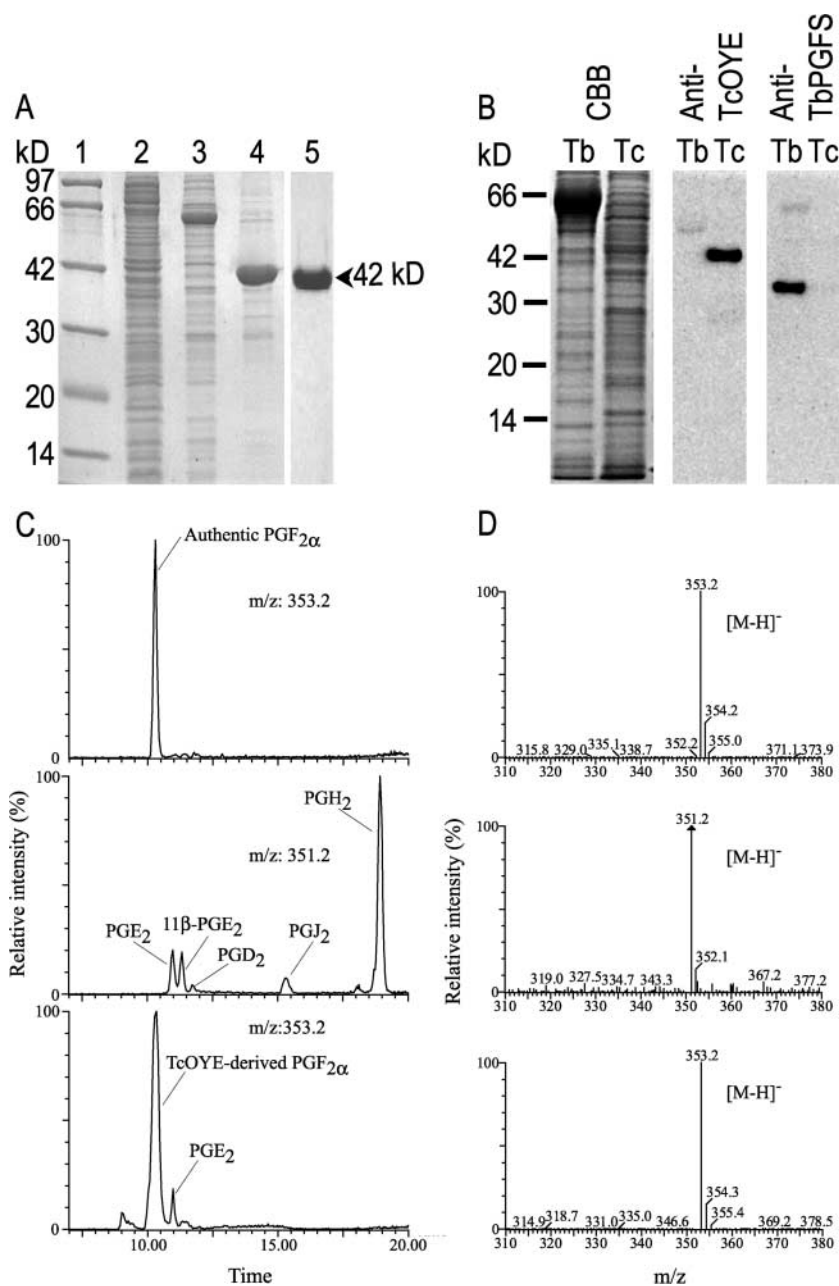 A
kD 1 2 3 4 5
97
66
42
30
20
14
42 kD
B
CBB
Anti-
TcOYE
Anti-
TbPGFS
kD Tb Tc Tb Tc Tb Tc
66
42
30
20
14
C
Relative intensity (%)
100
50
0
Authentic PGF2α
m/z: 353.2
100
50
0
PGH2
m/z: 351.2
PGE2
11β-PGE2
PGD2
PGJ2
100
50
0
m/z:353.2
TcOYE-derived PGF2α
PGE2
10.00 15.00 20.00
Time
D
Relative intensity (%)
100
0
353.2
[M-H]-
354.2
315.8 329.0 335.1 338.7 352.2 355.0 371.1 373.9
310 320 330 340 350 360 370 380
100
0
351.2
[M-H]-
352.1
319.0 327.5 334.7 343.3 367.2 377.2
310 320 330 340 350 360 370 380
100
0
353.2
[M-H]-
354.3
314.9 318.7 331.0 335.0 346.6 355.4 369.2 378.5
310 320 330 340 350 360 370 380
m/z